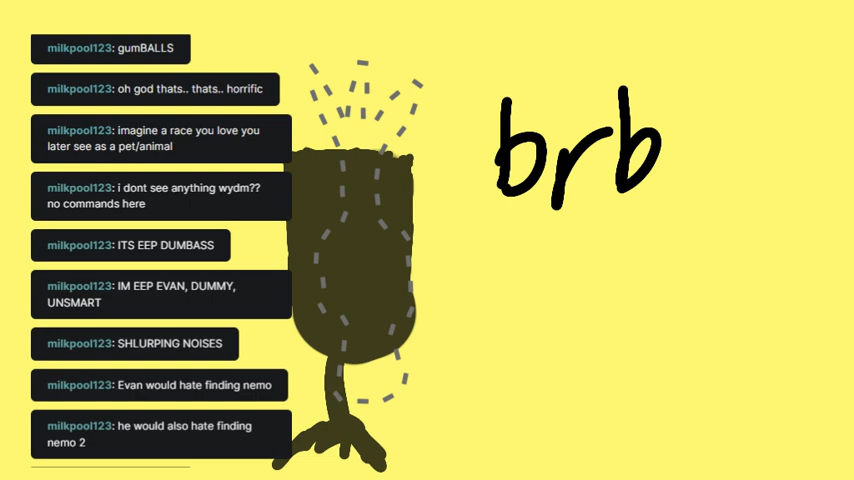 milkpool123: gumBALLS
milkpool123: oh god thats.. thats.. horrific
milkpool123: imagine a race you love you
later see as a pet/animal
milkpool123: i dont see anything wydm??
no commands here
milkpool123: ITS EEP DUMBASS
milkpool123: IM EEP EVAN, DUMMY,
UNSMART
milkpool123: SHLURPING NOISES
milkpool123: Evan would hate finding nemo
milkpool123: he would also hate finding
nemo 2
brb